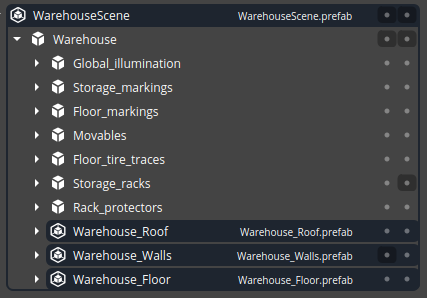 WarehouseScene WarehouseScene.prefab
Warehouse
Global_illumination
Storage_markings
Floor_markings
Movables
Floor_tire_traces
Storage_racks
Rack_protectors
Warehouse_Roof Warehouse_Roof.prefab
Warehouse_Walls Warehouse_Walls.prefab
Warehouse_Floor Warehouse_Floor.prefab